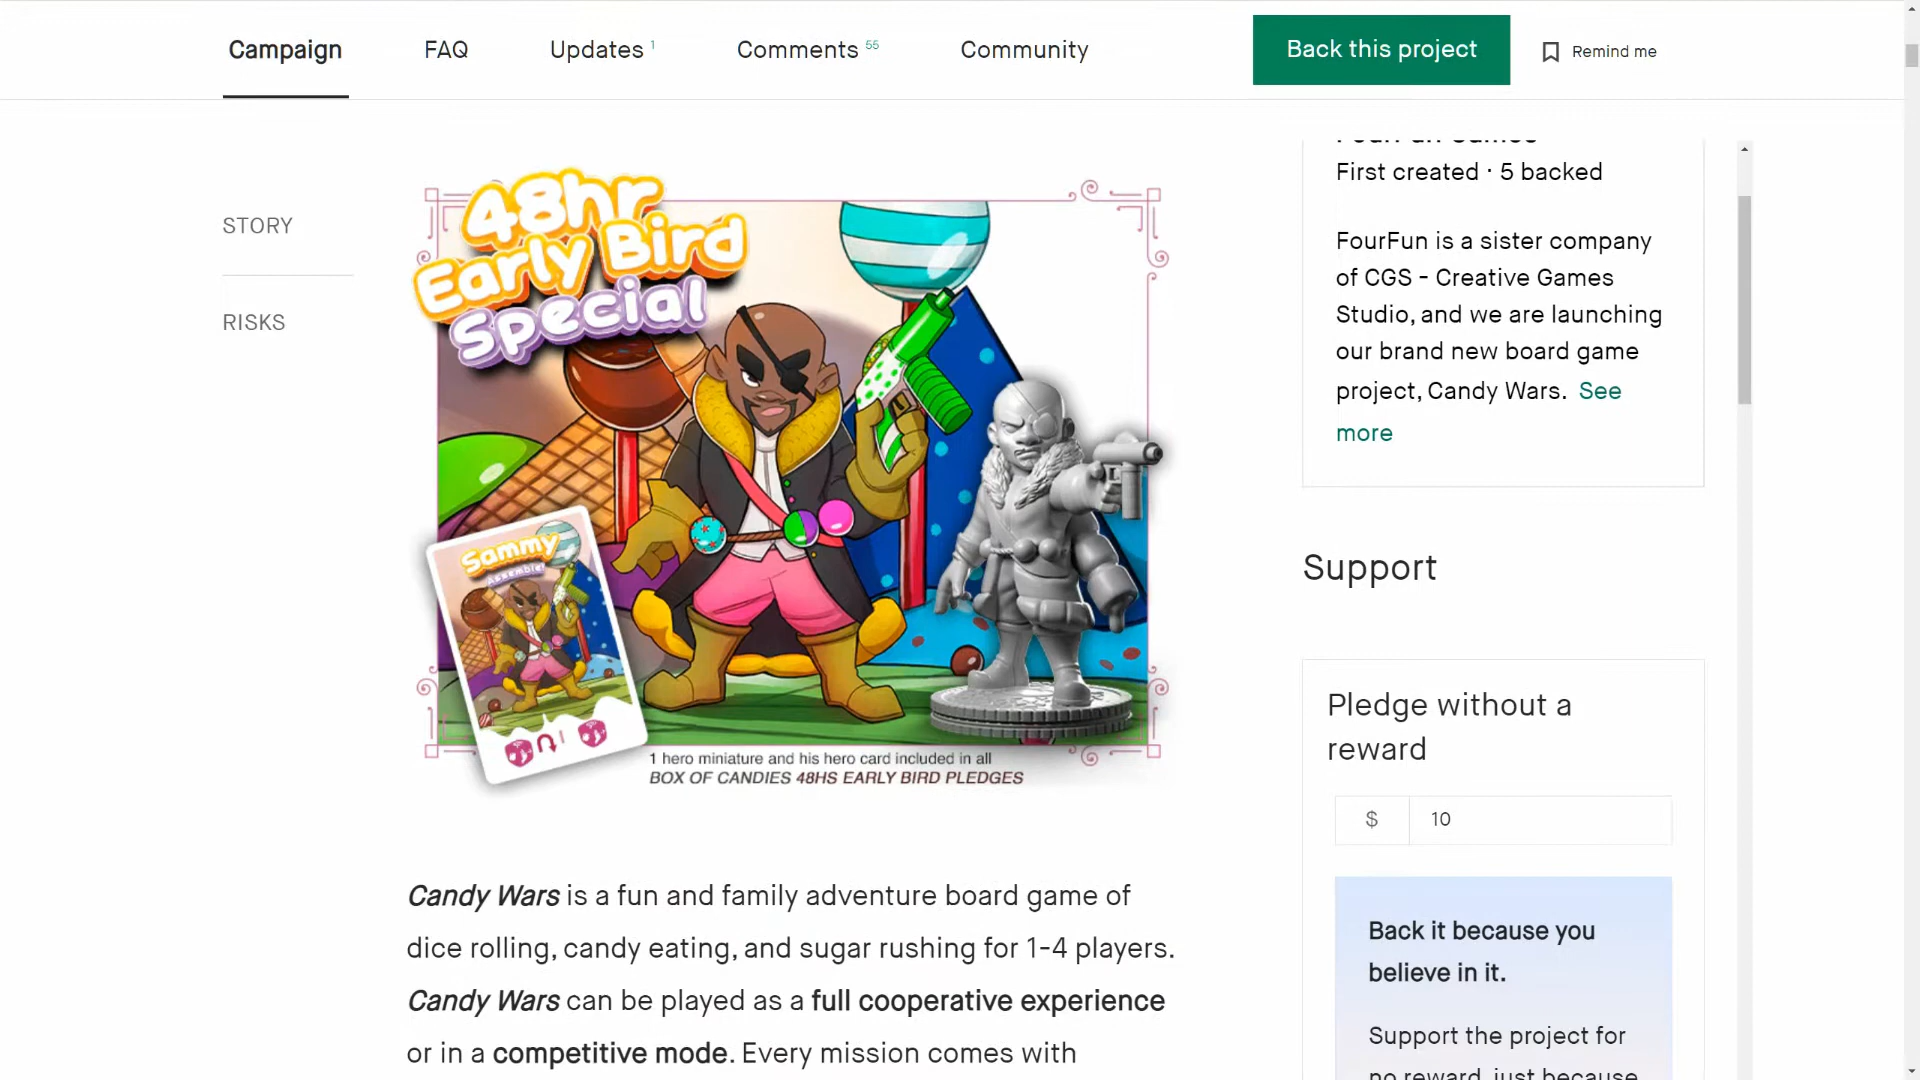 Campaign
FAQ
Updates 1
Comments 55
Community
Back this project
Remind me
STORY
RISKS
48hr
Early Bird
Special
Sammy
Assemble!
1 hero miniature and his hero card included in all
BOX OF CANDIES 48HS EARLY BIRD PLEDGES
Candy Wars is a fun and family adventure board game of
dice rolling, candy eating, and sugar rushing for 1-4 players.
Candy Wars can be played as a full cooperative experience
or in a competitive mode. Every mission comes with
First created · 5 backed
FourFun is a sister company
of CGS - Creative Games
Studio, and we are launching
our brand new board game
project, Candy Wars. See
more
Support
Pledge without a
reward
$ 10
Back it because you
believe in it.
Support the project for
no reward, just because